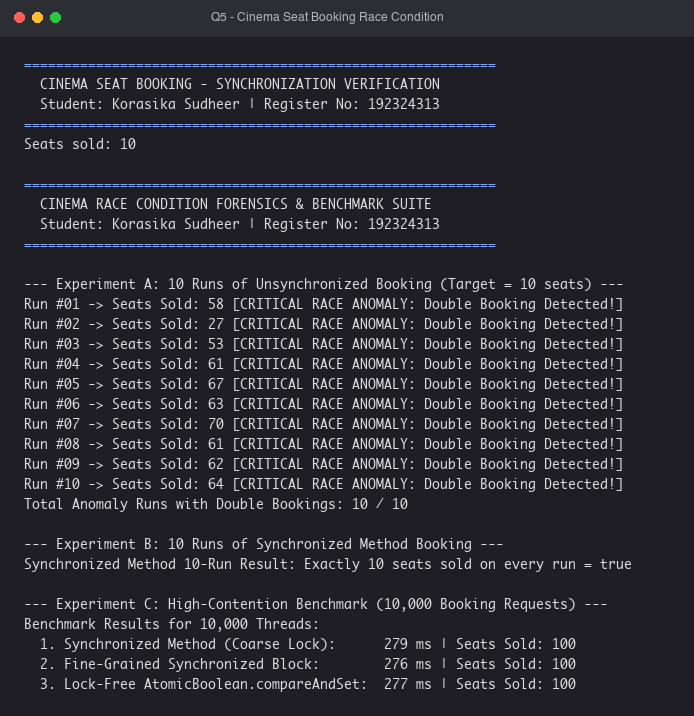 Q5 - Cinema Seat Booking Race Condition
===========================================================
CINEMA SEAT BOOKING - SYNCHRONIZATION VERIFICATION
Student: Korasika Sudheer | Register No: 192324313
===========================================================
Seats sold: 10
===========================================================
CINEMA RACE CONDITION FORENSICS & BENCHMARK SUITE
Student: Korasika Sudheer | Register No: 192324313
===========================================================
--- Experiment A: 10 Runs of Unsynchronized Booking (Target = 10 seats) ---
Run #01 -> Seats Sold: 58 [CRITICAL RACE ANOMALY: Double Booking Detected!]
Run #02 -> Seats Sold: 27 [CRITICAL RACE ANOMALY: Double Booking Detected!]
Run #03 -> Seats Sold: 53 [CRITICAL RACE ANOMALY: Double Booking Detected!]
Run #04 -> Seats Sold: 61 [CRITICAL RACE ANOMALY: Double Booking Detected!]
Run #05 -> Seats Sold: 67 [CRITICAL RACE ANOMALY: Double Booking Detected!]
Run #06 -> Seats Sold: 63 [CRITICAL RACE ANOMALY: Double Booking Detected!]
Run #07 -> Seats Sold: 70 [CRITICAL RACE ANOMALY: Double Booking Detected!]
Run #08 -> Seats Sold: 61 [CRITICAL RACE ANOMALY: Double Booking Detected!]
Run #09 -> Seats Sold: 62 [CRITICAL RACE ANOMALY: Double Booking Detected!]
Run #10 -> Seats Sold: 64 [CRITICAL RACE ANOMALY: Double Booking Detected!]
Total Anomaly Runs with Double Bookings: 10 / 10
--- Experiment B: 10 Runs of Synchronized Method Booking ---
Synchronized Method 10-Run Result: Exactly 10 seats sold on every run = true
--- Experiment C: High-Contention Benchmark (10,000 Booking Requests) ---
Benchmark Results for 10,000 Threads:
1. Synchronized Method (Coarse Lock):      279 ms | Seats Sold: 100
2. Fine-Grained Synchronized Block:        276 ms | Seats Sold: 100
3. Lock-Free AtomicBoolean.compareAndSet:  277 ms | Seats Sold: 100